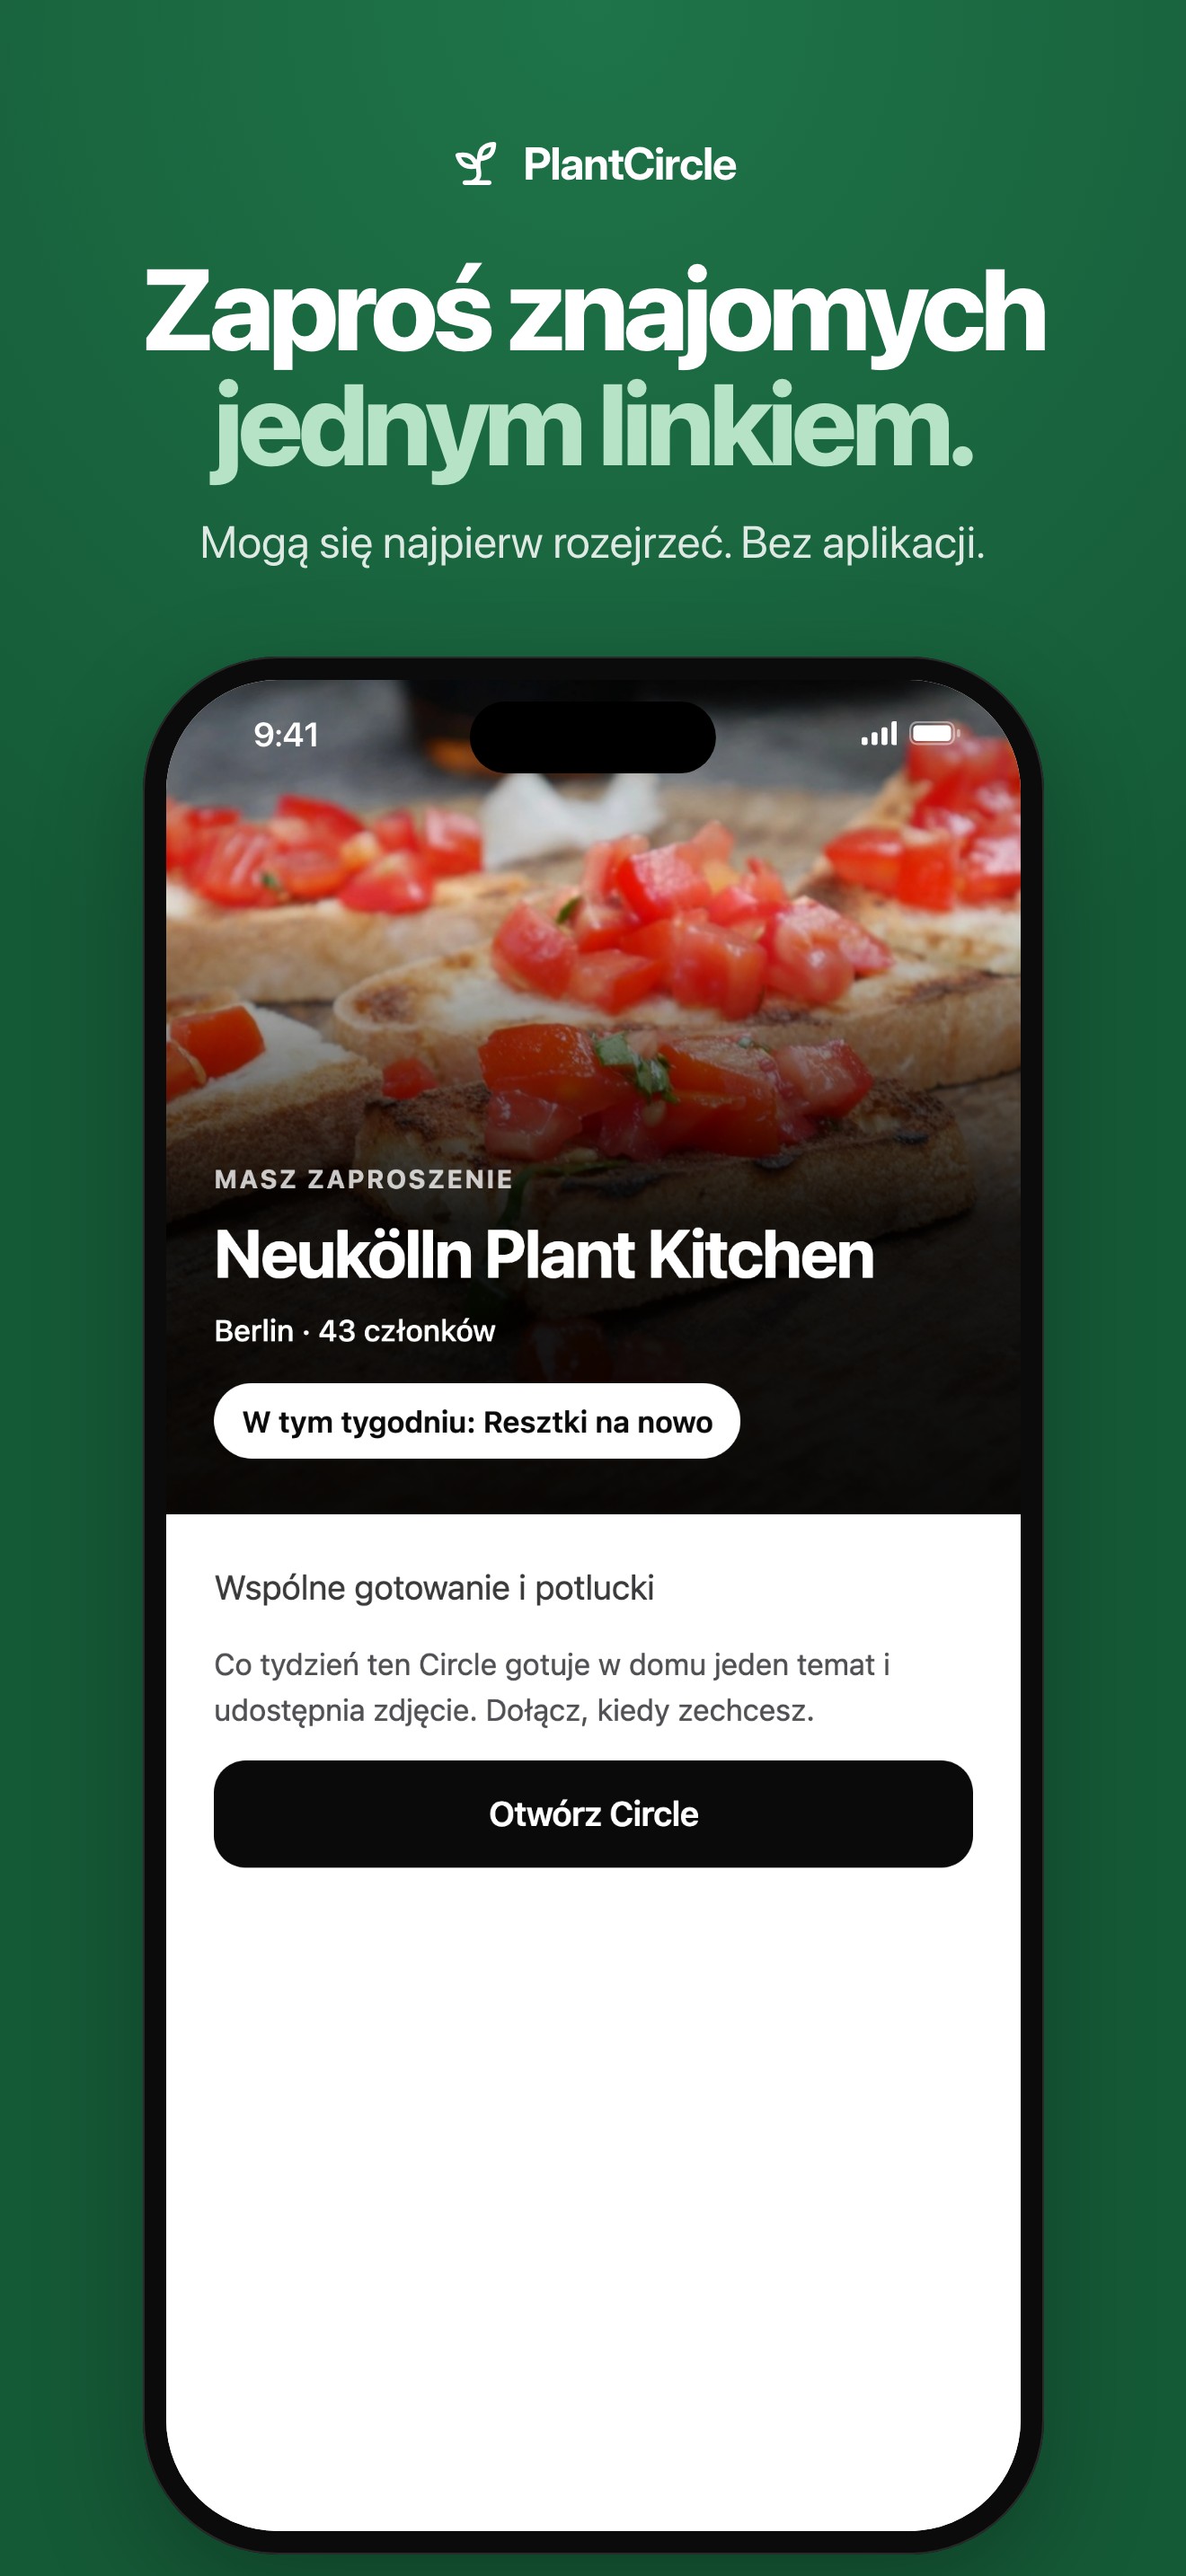 PlantCircle
Zaproś znajomych
jednym linkiem.
Mogą się najpierw rozejrzeć. Bez aplikacji.
9:41
MASZ ZAPROSZENIE
Neukölln Plant Kitchen
Berlin · 43 członków
W tym tygodniu: Resztki na nowo
Wspólne gotowanie i potlucki
Co tydzień ten Circle gotuje w domu jeden temat i
udostępnia zdjęcie. Dołącz, kiedy zechcesz.
Otwórz Circle